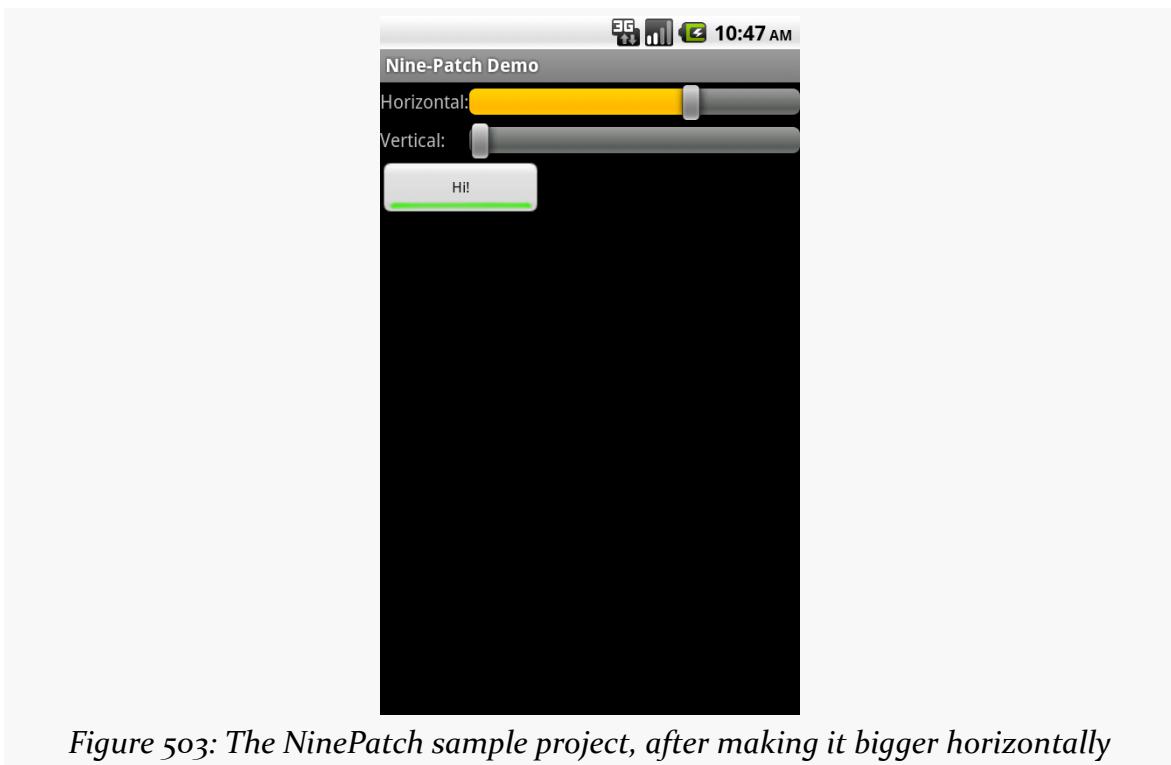 3G 10:47 AM
Nine-Patch Demo
Horizontal:
Vertical:
Hi!
Figure 503: The NinePatch sample project, after making it bigger horizontally